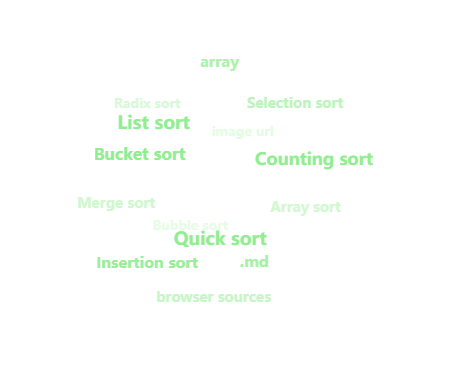 array
Radix sort
Selection sort
List sort
image url
Bucket sort
Counting sort
Merge sort
Array sort
Bubble sort
Quick sort
Insertion sort
.md
browser sources